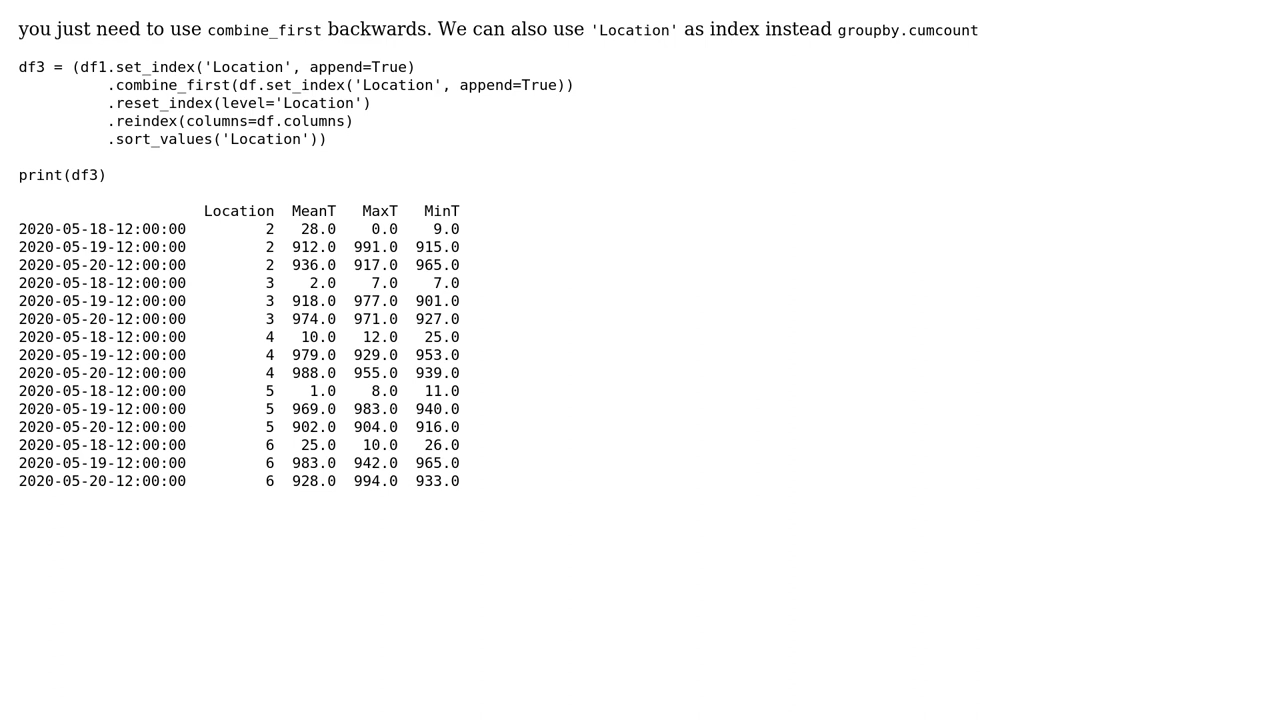 you just need to use combine_first backwards. We can also use 'Location' as index instead groupby.cumcount
df3 = (df1.set_index('Location', append=True)
          .combine_first(df.set_index('Location', append=True))
          .reset_index(level='Location')
          .reindex(columns=df.columns)
          .sort_values('Location'))
print(df3)
                     Location  MeanT   MaxT   MinT
2020-05-18-12:00:00         2   28.0    0.0    9.0
2020-05-19-12:00:00         2  912.0  991.0  915.0
2020-05-20-12:00:00         2  936.0  917.0  965.0
2020-05-18-12:00:00         3    2.0    7.0    7.0
2020-05-19-12:00:00         3  918.0  977.0  901.0
2020-05-20-12:00:00         3  974.0  971.0  927.0
2020-05-18-12:00:00         4   10.0   12.0   25.0
2020-05-19-12:00:00         4  979.0  929.0  953.0
2020-05-20-12:00:00         4  988.0  955.0  939.0
2020-05-18-12:00:00         5    1.0    8.0   11.0
2020-05-19-12:00:00         5  969.0  983.0  940.0
2020-05-20-12:00:00         5  902.0  904.0  916.0
2020-05-18-12:00:00         6   25.0   10.0   26.0
2020-05-19-12:00:00         6  983.0  942.0  965.0
2020-05-20-12:00:00         6  928.0  994.0  933.0